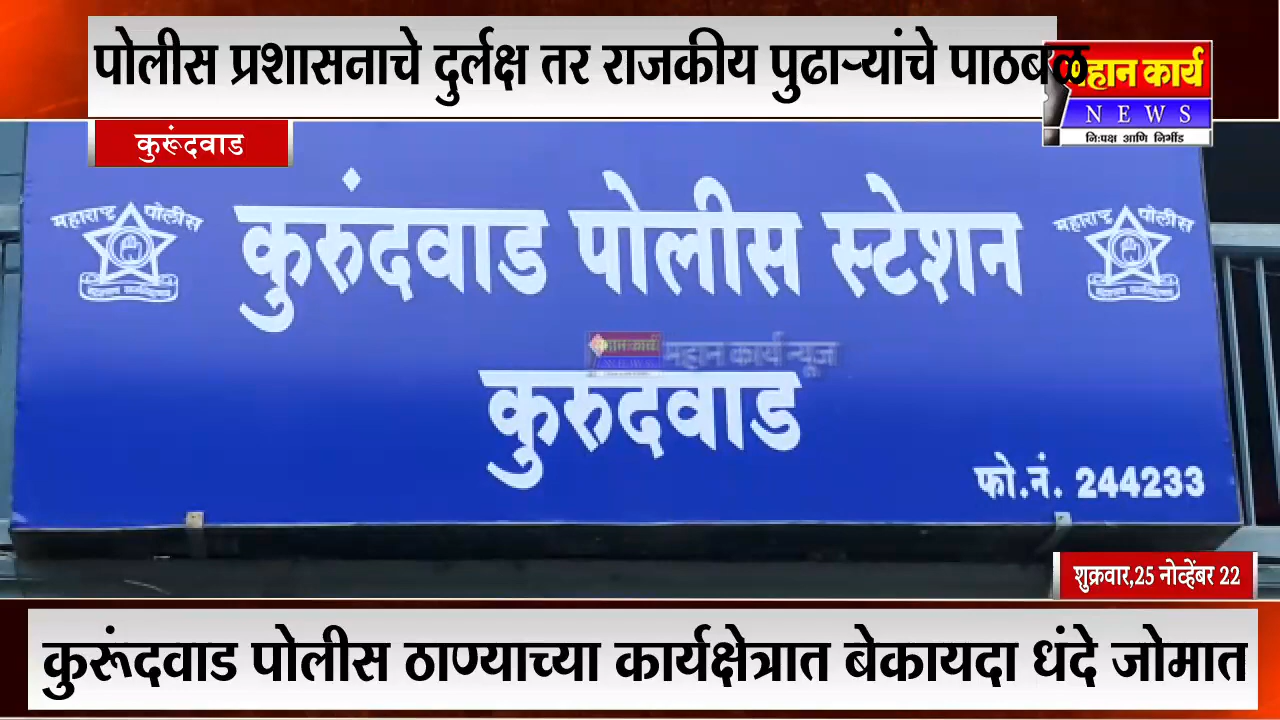 पोलीस प्रशासनाचे दुर्लक्ष तर राजकीय पुढाऱ्यांचे पाठबळ
महान कार्य
NEWS
निःपक्ष आणि निर्भीड
कुरूंदवाड
महाराष्ट्र पोलीस
कुरुंदवाड पोलीस स्टेशन
महाराष्ट्र पोलीस
महान कार्य न्यूज
कुरुंदवाड
फो.नं. 244233
शुक्रवार,25 नोव्हेंबर 22
कुरूंदवाड पोलीस ठाण्याच्या कार्यक्षेत्रात बेकायदा धंदे जोमात